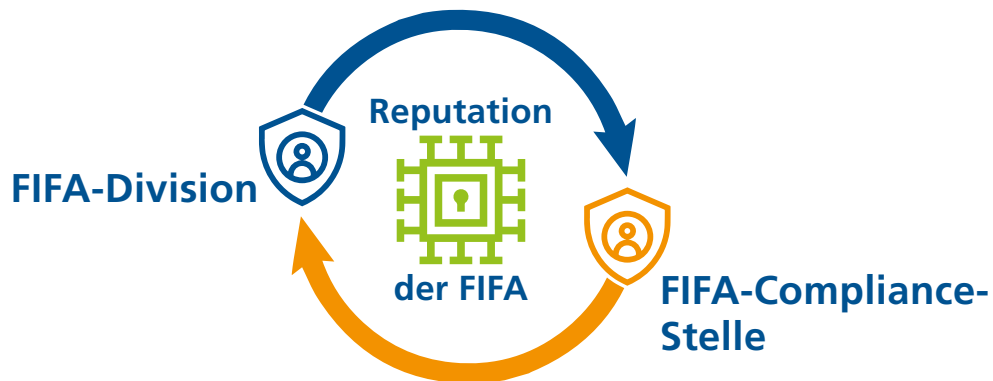 Reputation
FIFA-Division
der FIFA
FIFA-Compliance-
Stelle